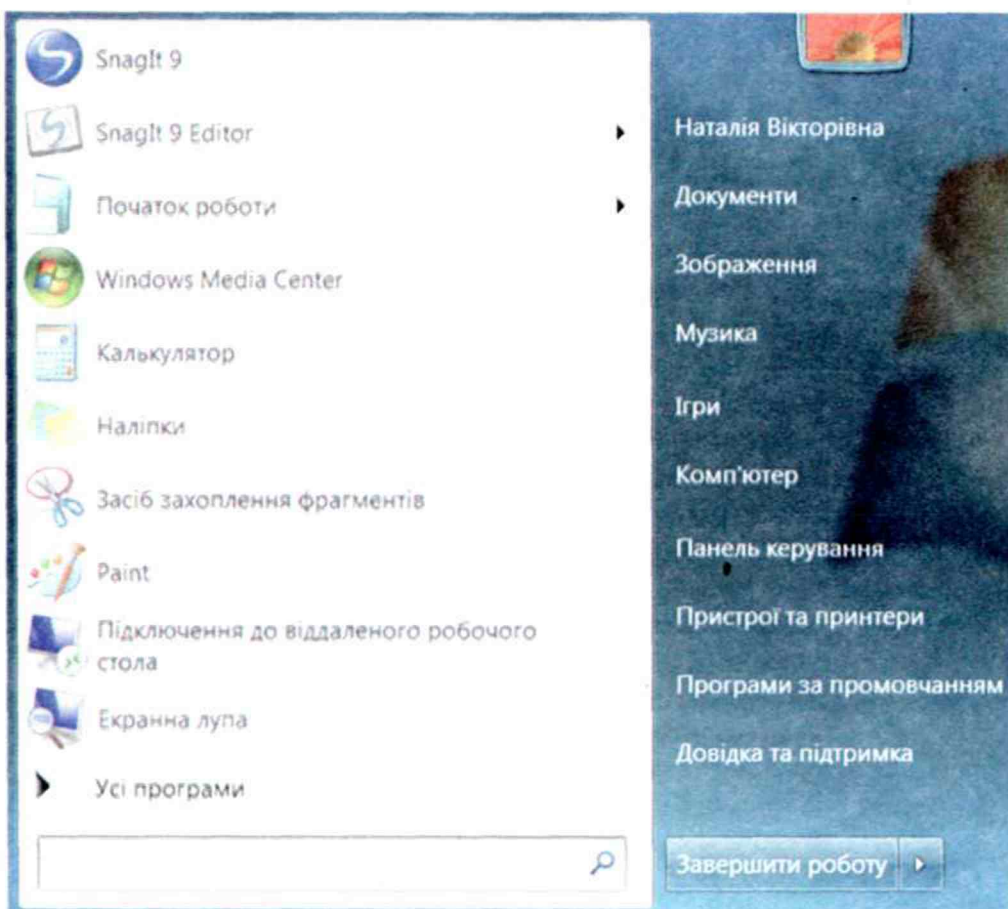 SnagIt 9
SnagIt 9 Editor
Початок роботи
Windows Media Center
Калькулятор
Наліпки
Засіб захоплення фрагментів
Paint
Підключення до віддаленого робочого
стола
Екранна лупа
Усі програми
Наталія Вікторівна
Документи
Зображення
Музика
Ігри
Комп'ютер
Панель керування
Пристрої та принтери
Програми за промовчанням
Довідка та підтримка
Завершити роботу